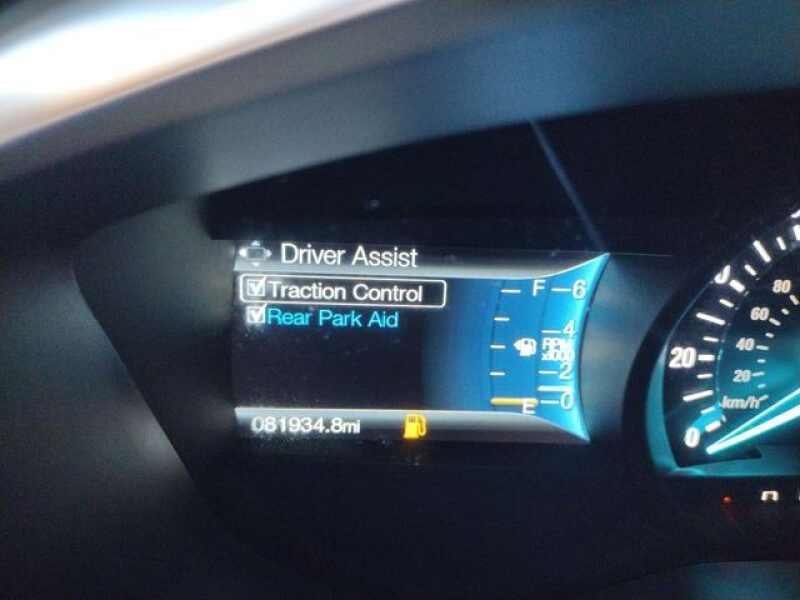 Driver Assist
Traction Control
Rear Park Aid
F
6
4
RPM
x1000
2
E
0
081934.8mi
80
60
40
20
20
km/h
0